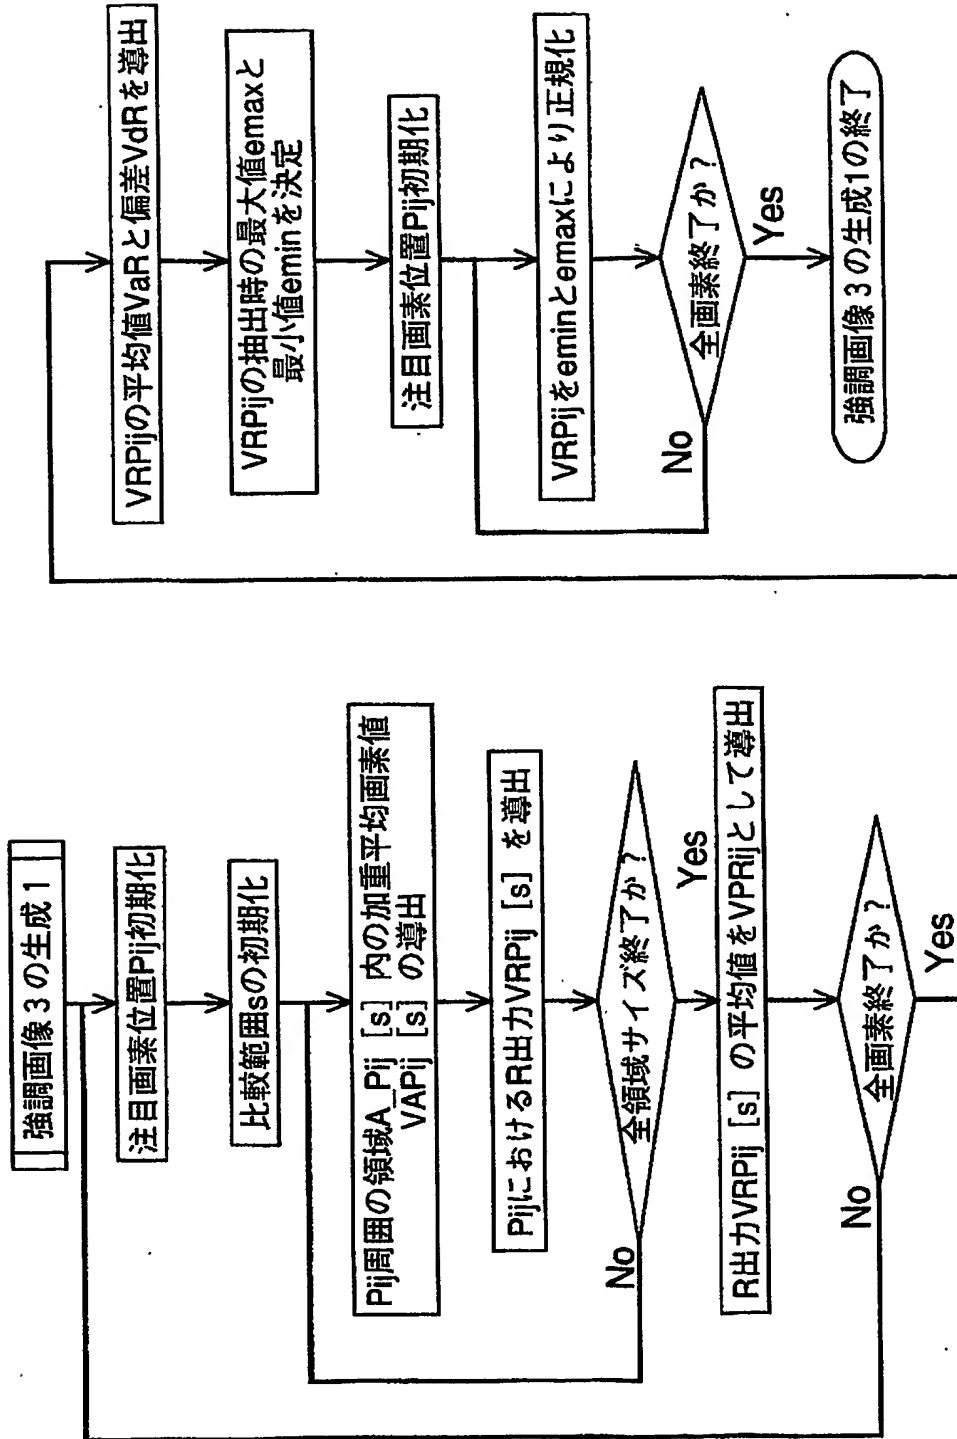 強調画像3の生成1
注目画素位置Pij初期化
比較範囲sの初期化
Pij周囲の領域A_Pij [s] 内の加重平均画素値
VAPij [s] の導出
PijにおけるR出力VRPij [s] を導出
全領域サイズ終了か?
No
Yes
R出力VRPij [s] の平均値をVPRijとして導出
全画素終了か?
No
Yes
VRPijの平均値VaRと偏差VdRを導出
VRPijの抽出時の最大値emaxと
最小値eminを決定
注目画素位置Pij初期化
VRPijをeminとemaxにより正規化
全画素終了か?
No
Yes
強調画像3の生成1の終了